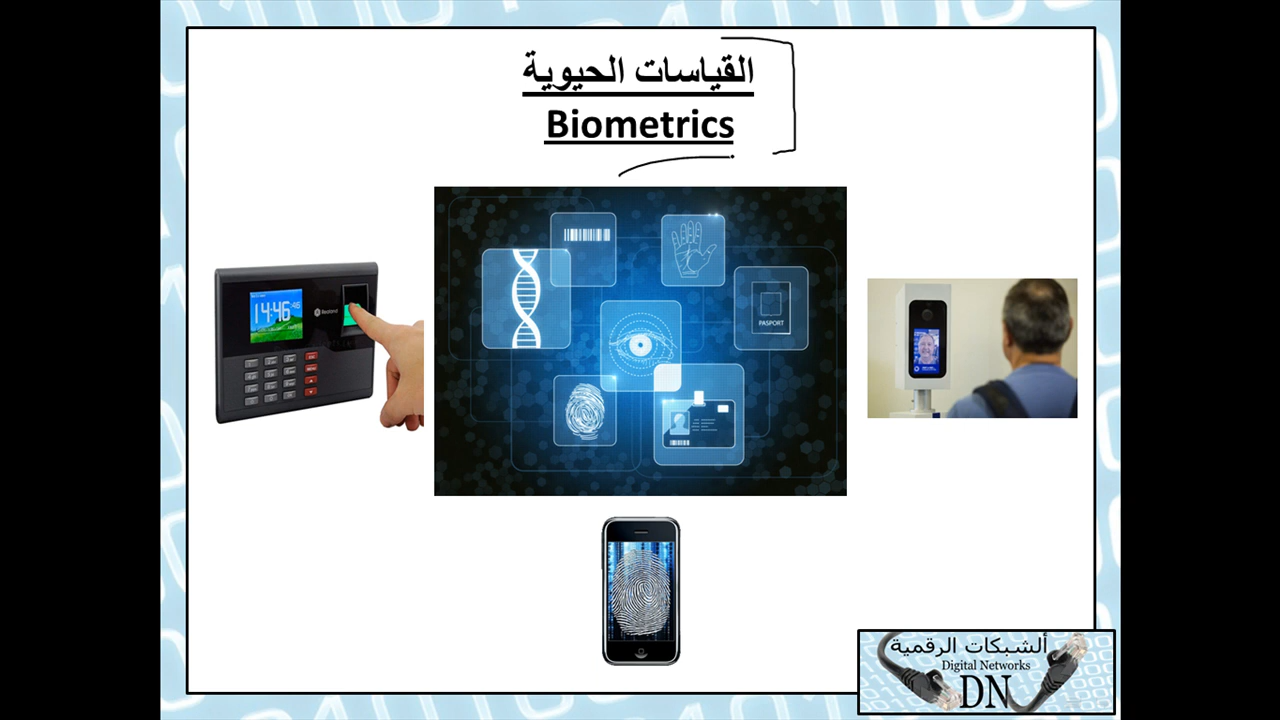 القياسات الحيوية
Biometrics
14:46
PASPORT
ألشبكات الرقمية
Digital Networks
DN